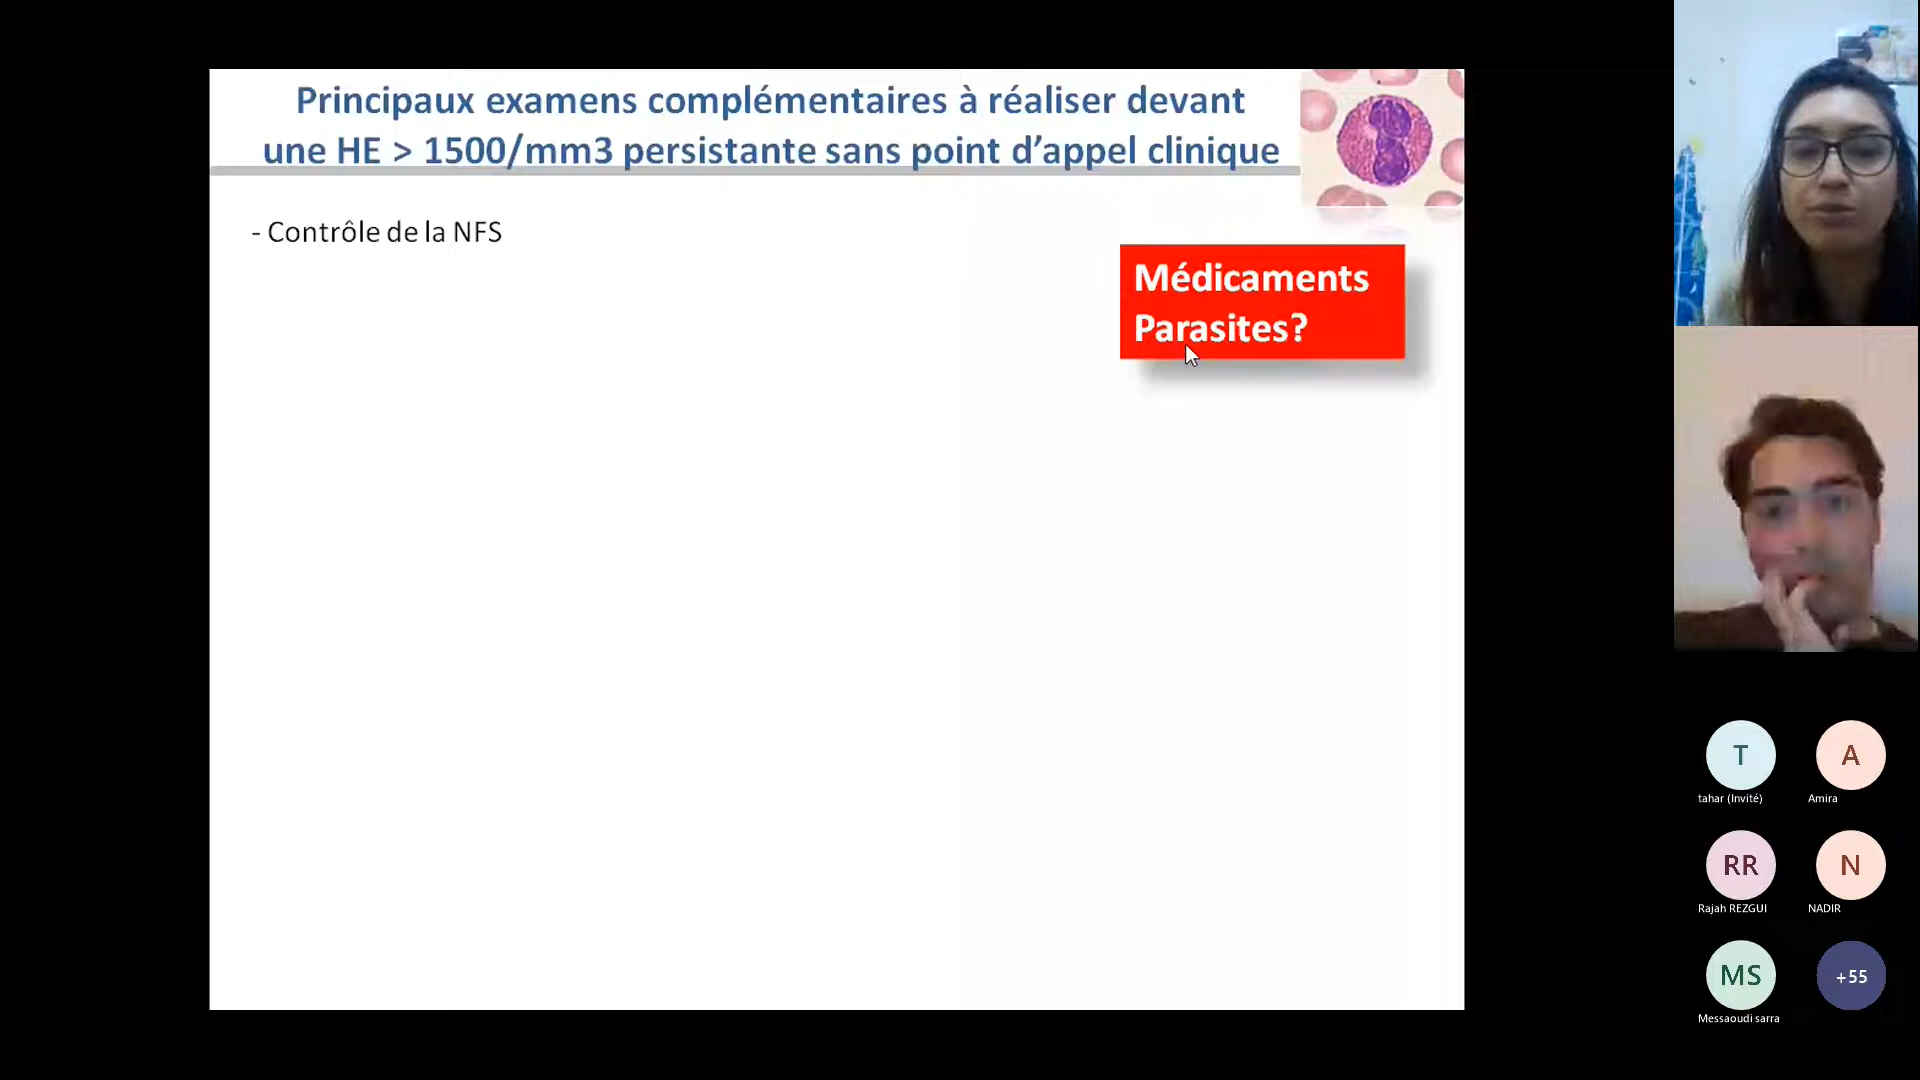 Principaux examens complémentaires à réaliser devant
une HE > 1500/mm3 persistante sans point d’appel clinique
- Contrôle de la NFS
Médicaments
Parasites?
T
A
tahar (Invité)
Amira
RR
N
Rajah REZGUI
NADIR
MS
+55
Messaoudi sarra